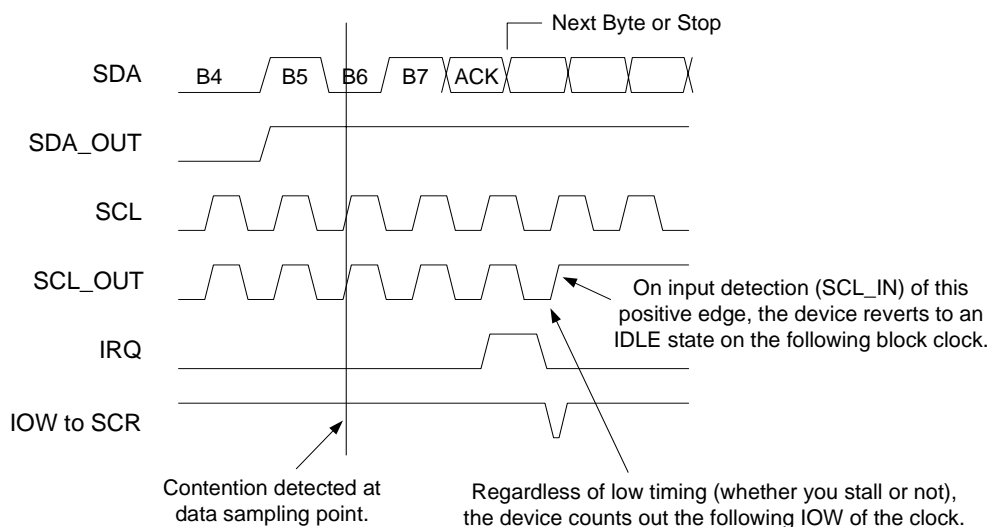 Next Byte or Stop
SDA
B4
B5
B6
B7
ACK
SDA_OUT
SCL
SCL_OUT
On input detection (SCL_IN) of this
positive edge, the device reverts to an
IDLE state on the following block clock.
IRQ
IOW to SCR
Contention detected at
data sampling point.
Regardless of low timing (whether you stall or not),
the device counts out the following IOW of the clock.